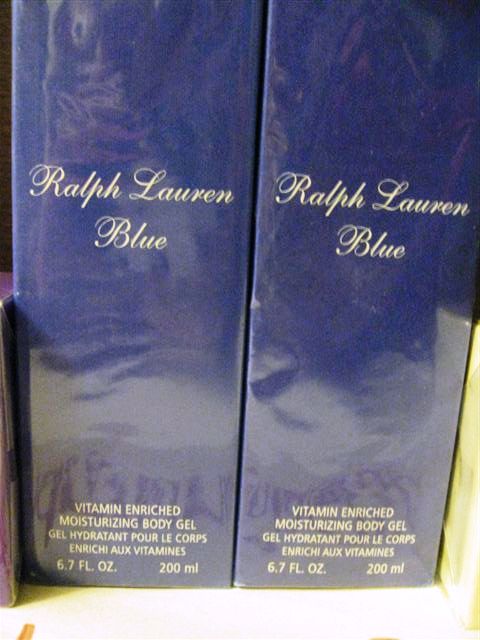 Ralph Lauren
Blue
VITAMIN ENRICHED
MOISTURIZING BODY GEL
GEL HYDRATANT POUR LE CORPS
ENRICHI AUX VITAMINES
6.7 FL. OZ. 200 ml
Ralph Lauren
Blue
VITAMIN ENRICHED
MOISTURIZING BODY GEL
GEL HYDRATANT POUR LE CORPS
ENRICHI AUX VITAMINES
6.7 FL. OZ. 200 ml